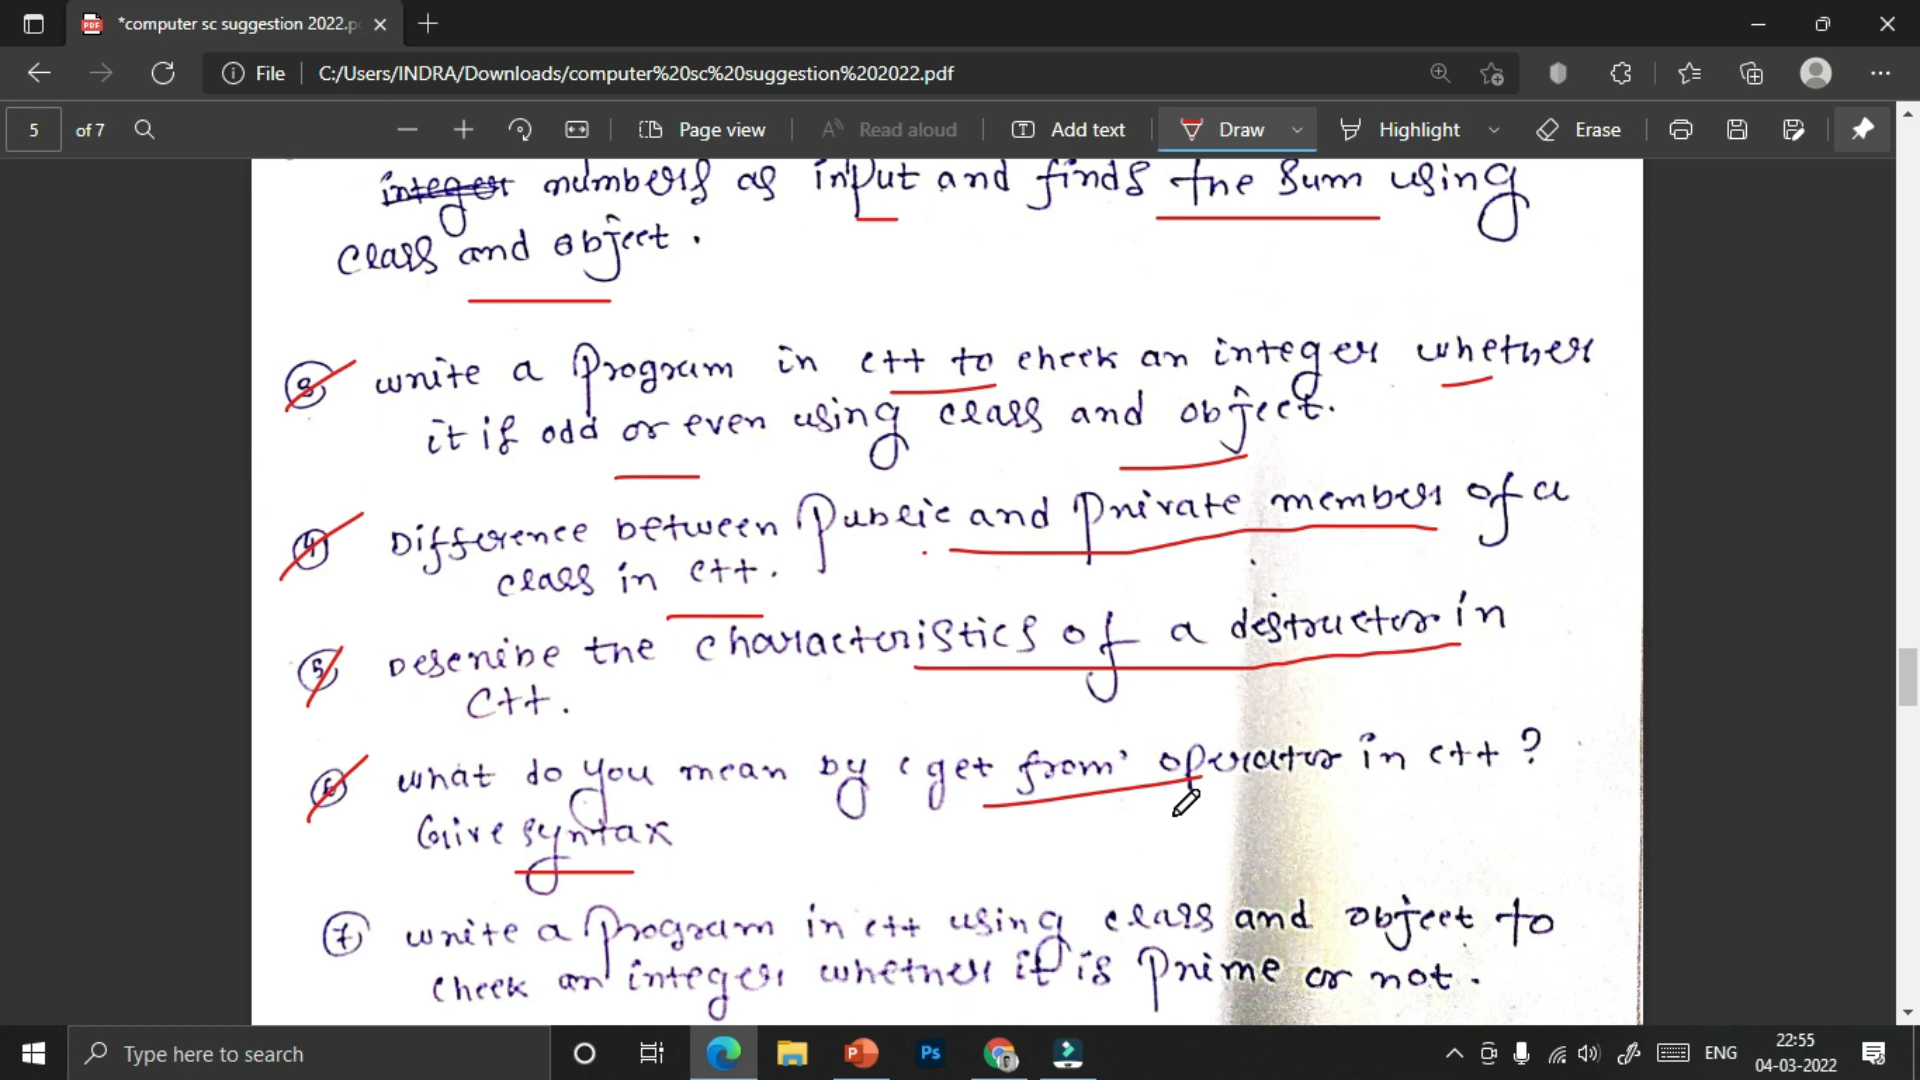 *computer sc suggestion 2022.p
File C:/Users/INDRA/Downloads/computer%20sc%20suggestion%202022.pdf
5 of 7 Page view Read aloud Add text Draw Highlight Erase
integer numbers as input and finds the sum using
class and object.
③ write a program in c++ to check an integer whether
it is odd or even using class and object.
④ Difference between Public and Private members of a
class in c++.
⑤ Describe the characteristics of a destructor in
C++.
⑥ what do you mean by 'get from' operator in c++ ?
Give syntax
⑦ write a program in c++ using class and object to
check an integer whether it is prime or not.
Type here to search ENG 22:55
04-03-2022